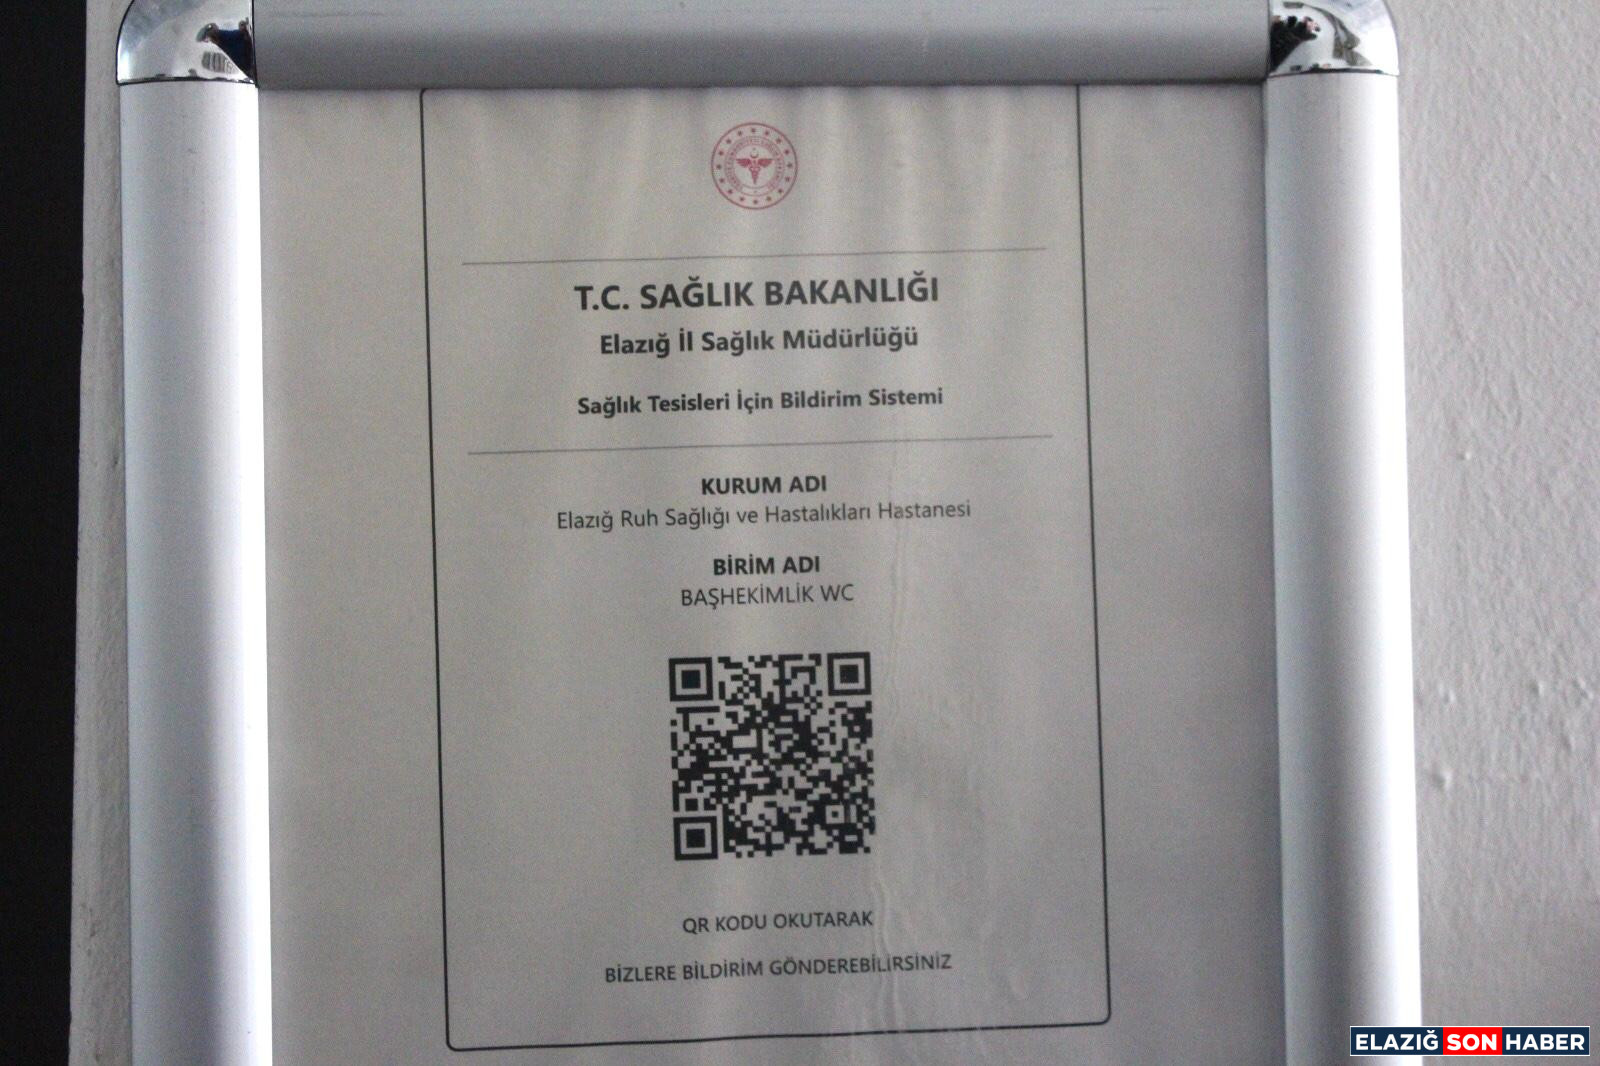 T.C. SAĞLIK BAKANLIĞI
Elazığ İl Sağlık Müdürlüğü
Sağlık Tesisleri İçin Bildirim Sistemi
KURUM ADI
Elazığ Ruh Sağlığı ve Hastalıkları Hastanesi
BİRİM ADI
BAŞHEKİMLİK WC
QR KODU OKUTARAK
BİZLERE BİLDİRİM GÖNDEREBİLİRSİNİZ
ELAZIĞ SON HABER